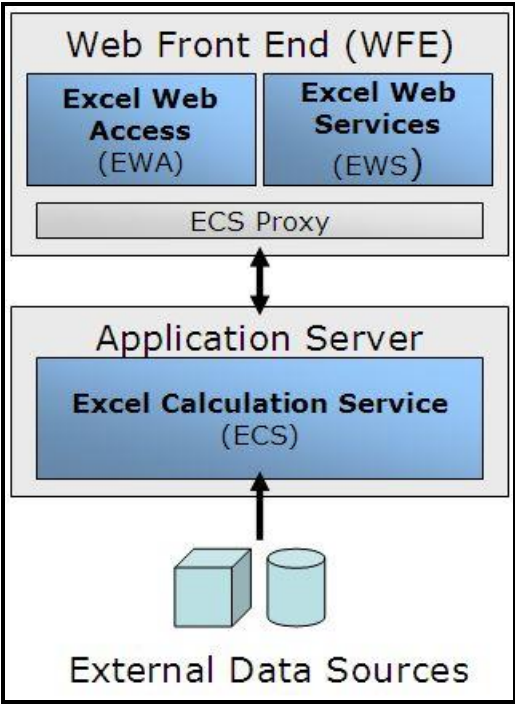 Web Front End (WFE)
Excel Web
Access
(EWA)
Excel Web
Services
(EWS)
ECS Proxy
Application Server
Excel Calculation Service
(ECS)
External Data Sources